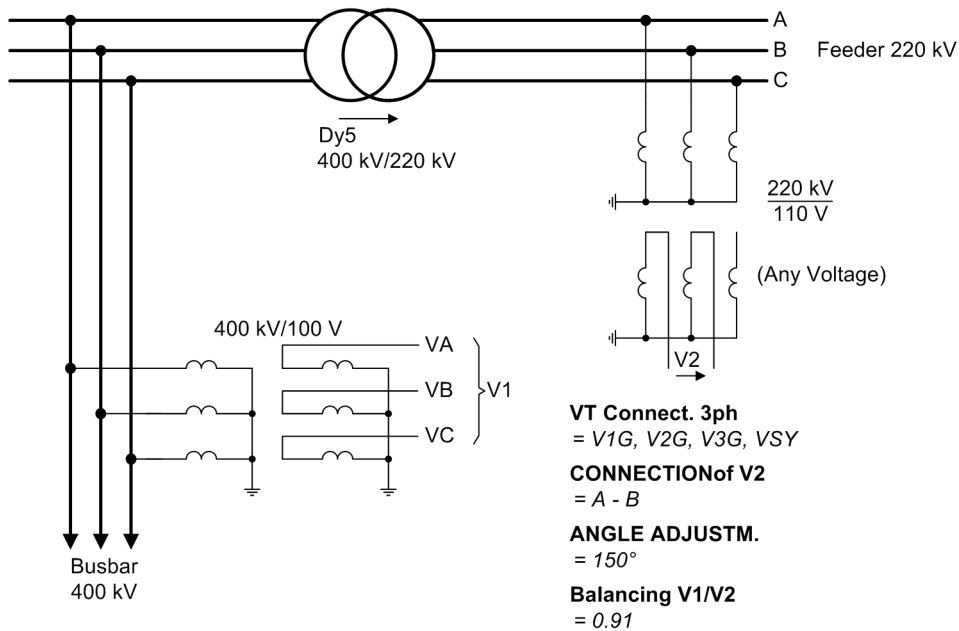 A
B
Feeder 220 kV
C
Dy5
400 kV/220 kV
220 kV
110 V
(Any Voltage)
400 kV/100 V
VA
VB
VC
V1
V2
VT Connect. 3ph
= V1G, V2G, V3G, VSY
CONNECTIONof V2
= A - B
ANGLE ADJUSTM.
= 150°
Balancing V1/V2
= 0.91
Busbar
400 kV